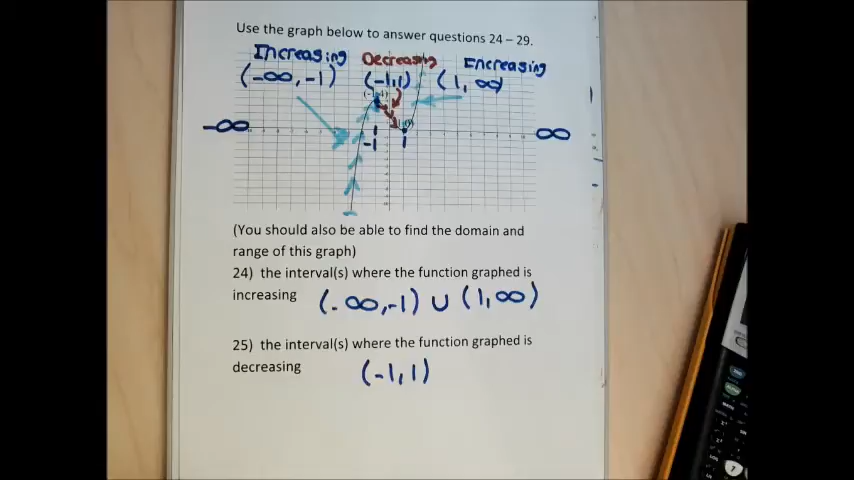 Use the graph below to answer questions 24 – 29.
Increasing Decreasing Increasing
(-∞, -1) (-1,1) (1, ∞)
-∞ ∞
-1 1
(You should also be able to find the domain and
range of this graph)
24) the interval(s) where the function graphed is
increasing (-∞,-1) ∪ (1,∞)
25) the interval(s) where the function graphed is
decreasing (-1,1)